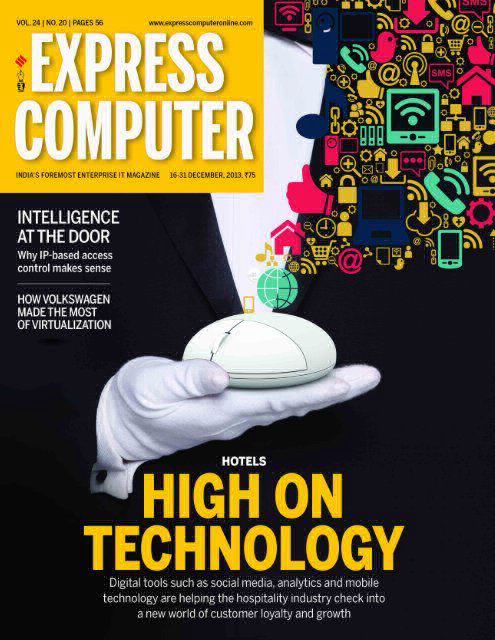 VOL. 24 | NO. 20 | PAGES 56
www.expresscomputeronline.com
EXPRESS
COMPUTER
INDIA'S FOREMOST ENTERPRISE IT MAGAZINE 16-31 DECEMBER, 2013, ₹75
SMS
SMS
INTELLIGENCE
AT THE DOOR
Why IP-based access
control makes sense
HOW VOLKSWAGEN
MADE THE MOST
OF VIRTUALIZATION
HOTELS
HIGH ON
TECHNOLOGY
Digital tools such as social media, analytics and mobile
technology are helping the hospitality industry check into
a new world of customer loyalty and growth